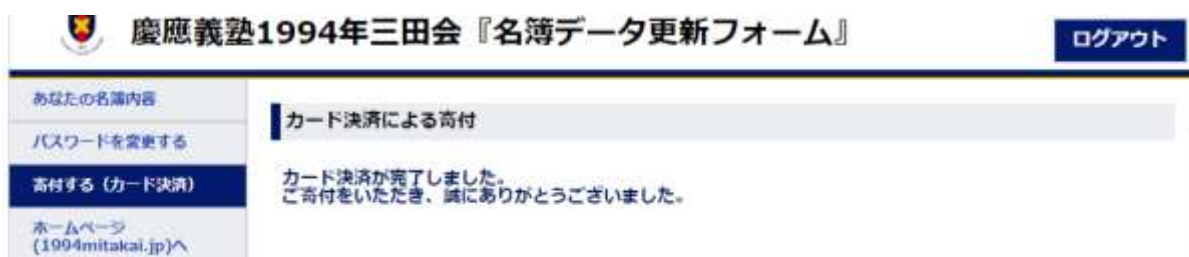 慶應義塾1994年三田会『名簿データ更新フォーム』
ログアウト
あなたの名簿内容
パスワードを変更する
寄付する（カード決済）
ホームページ
(1994mitakai.jp)へ
カード決済による寄付
カード決済が完了しました。
ご寄付をいただき、誠にありがとうございました。